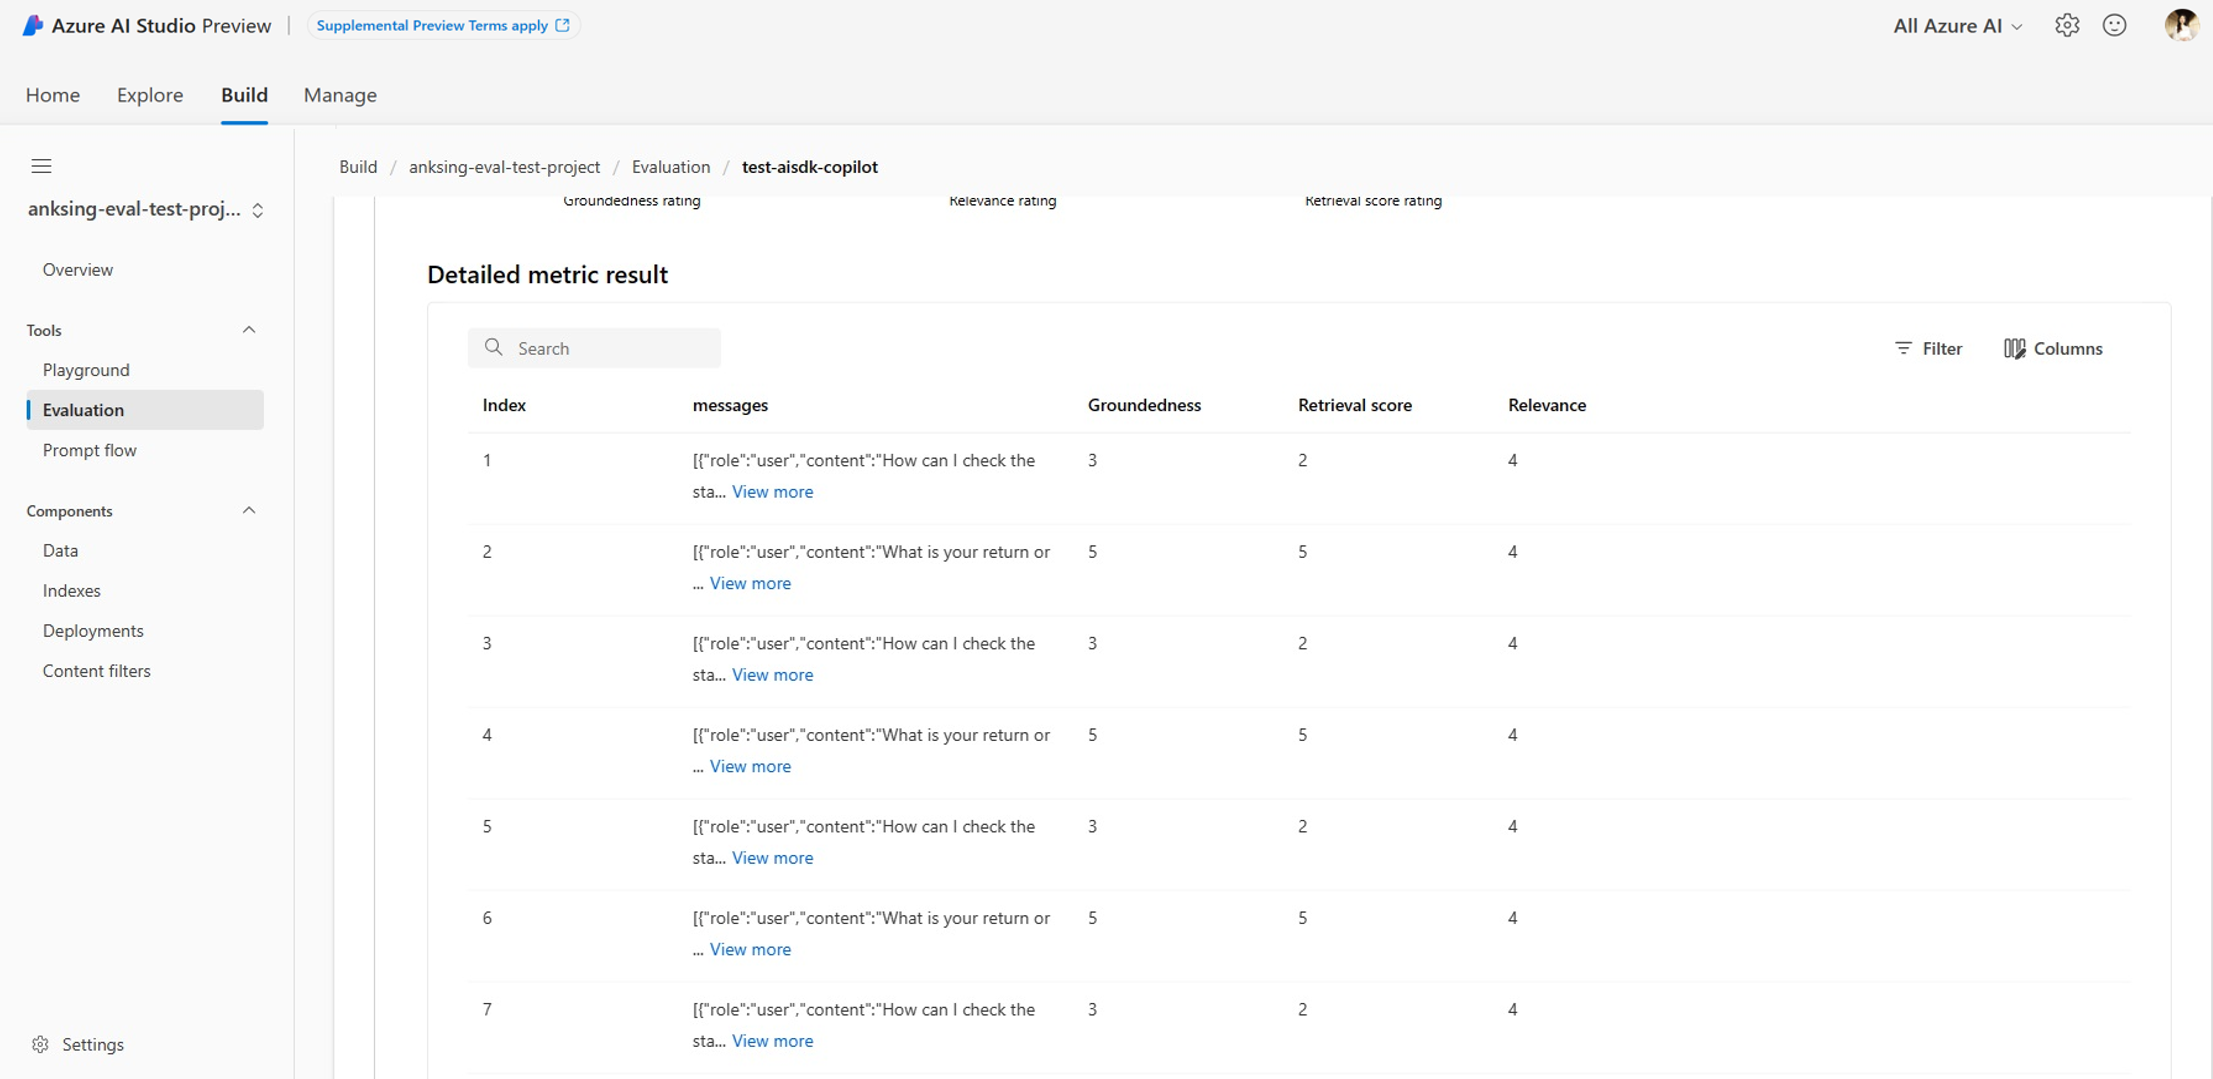 Azure AI Studio Preview | Supplemental Preview Terms apply
All Azure AI
Home Explore Build Manage
Build / anksing-eval-test-project / Evaluation / test-aisdk-copilot
anksing-eval-test-proj...
Overview
Tools
Playground
Evaluation
Prompt flow
Components
Data
Indexes
Deployments
Content filters
Settings
Groundedness rating Relevance rating Retrieval score rating
Detailed metric result
Search
Filter Columns
Index messages Groundedness Retrieval score Relevance
1 [{"role":"user","content":"How can I check the 3 2 4
sta... View more
2 [{"role":"user","content":"What is your return or 5 5 4
... View more
3 [{"role":"user","content":"How can I check the 3 2 4
sta... View more
4 [{"role":"user","content":"What is your return or 5 5 4
... View more
5 [{"role":"user","content":"How can I check the 3 2 4
sta... View more
6 [{"role":"user","content":"What is your return or 5 5 4
... View more
7 [{"role":"user","content":"How can I check the 3 2 4
sta... View more